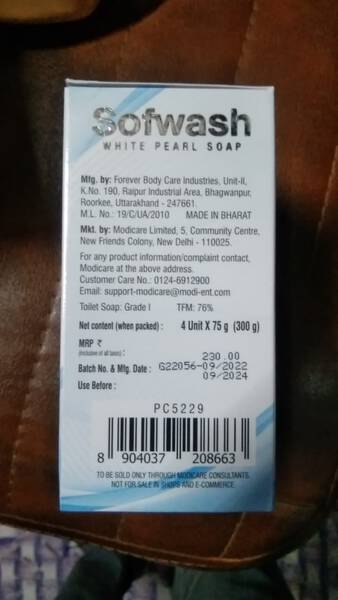 Sofwash
WHITE PEARL SOAP
Mfg. by: Forever Body Care Industries, Unit-II,
K.No. 190, Raipur Industrial Area, Bhagwanpur,
Roorkee, Uttarakhand - 247661.
M.L. No.: 19/C/UA/2010 MADE IN BHARAT
Mkt. by: Modicare Limited, 5, Community Centre,
New Friends Colony, New Delhi - 110025.
For any product information/complaint contact,
Modicare at the above address.
Customer Care No.: 0124-6912900
Email: support-modicare@modi-ent.com
Toilet Soap: Grade I TFM: 76%
Net content (when packed) : 4 Unit X 75 g (300 g)
MRP ₹
(Inclusive of all taxes) : 230.00
Batch No. & Mfg. Date : G22056-09/2022
Use Before : 09/2024
PC5229
8 904037 208663
TO BE SOLD ONLY THROUGH MODICARE CONSULTANTS.
NOT FOR SALE IN SHOPS AND E-COMMERCE.